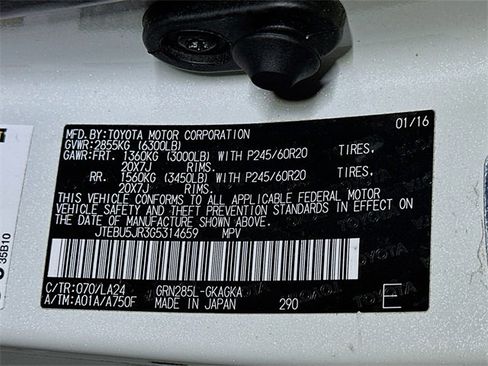 MFD. BY: TOYOTA MOTOR CORPORATION 01/16
GVWR: 2855KG (6300LB)
GAWR: FRT. 1360KG (3000LB) WITH P245/60R20 TIRES.
20X7J RIMS.
RR. 1560KG (3450LB) WITH P245/60R20 TIRES.
20X7J RIMS.
THIS VEHICLE CONFORMS TO ALL APPLICABLE FEDERAL MOTOR
VEHICLE SAFETY AND THEFT PREVENTION STANDARDS IN EFFECT
ON THE DATE OF MANUFACTURE SHOWN ABOVE.
JTEBU5JR3G5314659 MPV
C/TR: 070/LA24 GRN285L-GKAGKA
A/TM: A01A/A750F MADE IN JAPAN 290
35B10